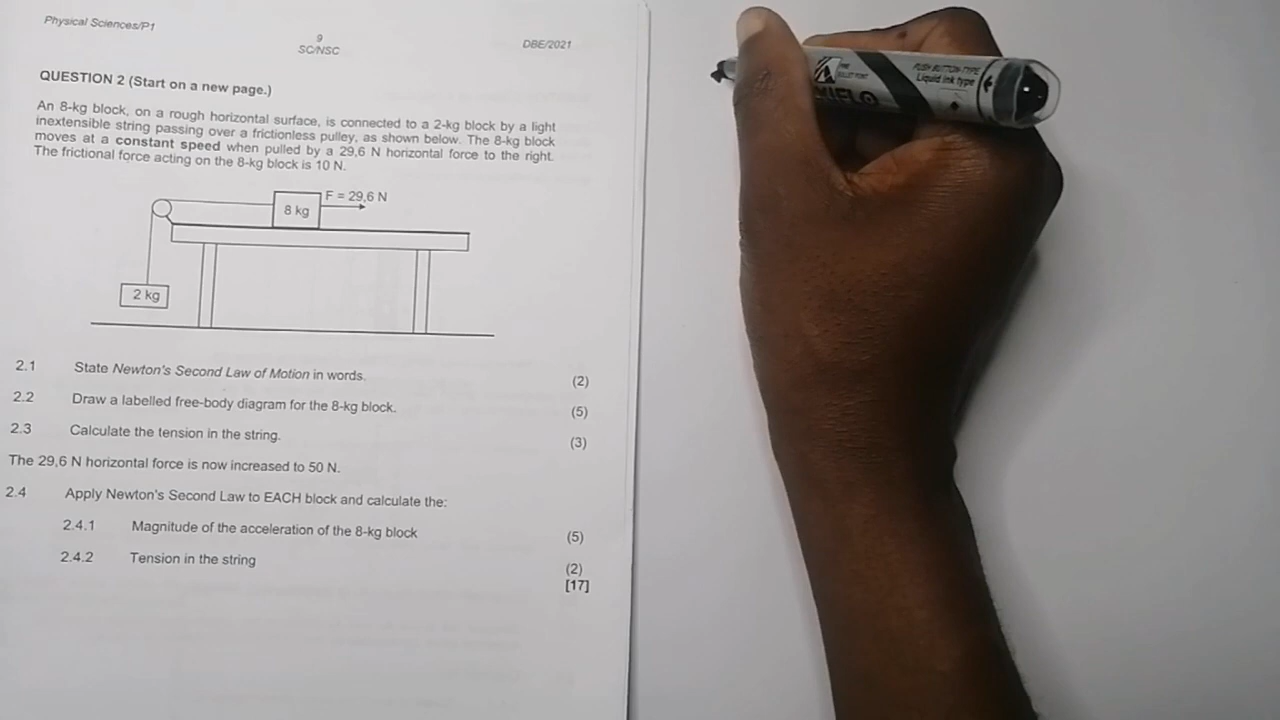 Physical Sciences/P1
9
SC/NSC
DBE/2021
QUESTION 2 (Start on a new page.)
An 8-kg block, on a rough horizontal surface, is connected to a 2-kg block by a light
inextensible string passing over a frictionless pulley, as shown below. The 8-kg block
moves at a constant speed when pulled by a 29,6 N horizontal force to the right.
The frictional force acting on the 8-kg block is 10 N.
F = 29,6 N
8 kg
2 kg
2.1 State Newton's Second Law of Motion in words. (2)
2.2 Draw a labelled free-body diagram for the 8-kg block. (5)
2.3 Calculate the tension in the string. (3)
The 29,6 N horizontal force is now increased to 50 N.
2.4 Apply Newton's Second Law to EACH block and calculate the:
2.4.1 Magnitude of the acceleration of the 8-kg block (5)
2.4.2 Tension in the string (2)
[17]
PUSH BUTTON-TYPE
Liquid ink type